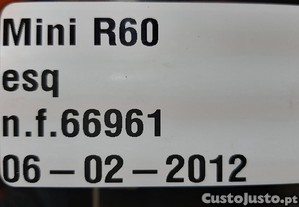 Mini R60
esq
n.f.66961
06-02-2012
CustoJusto.pt